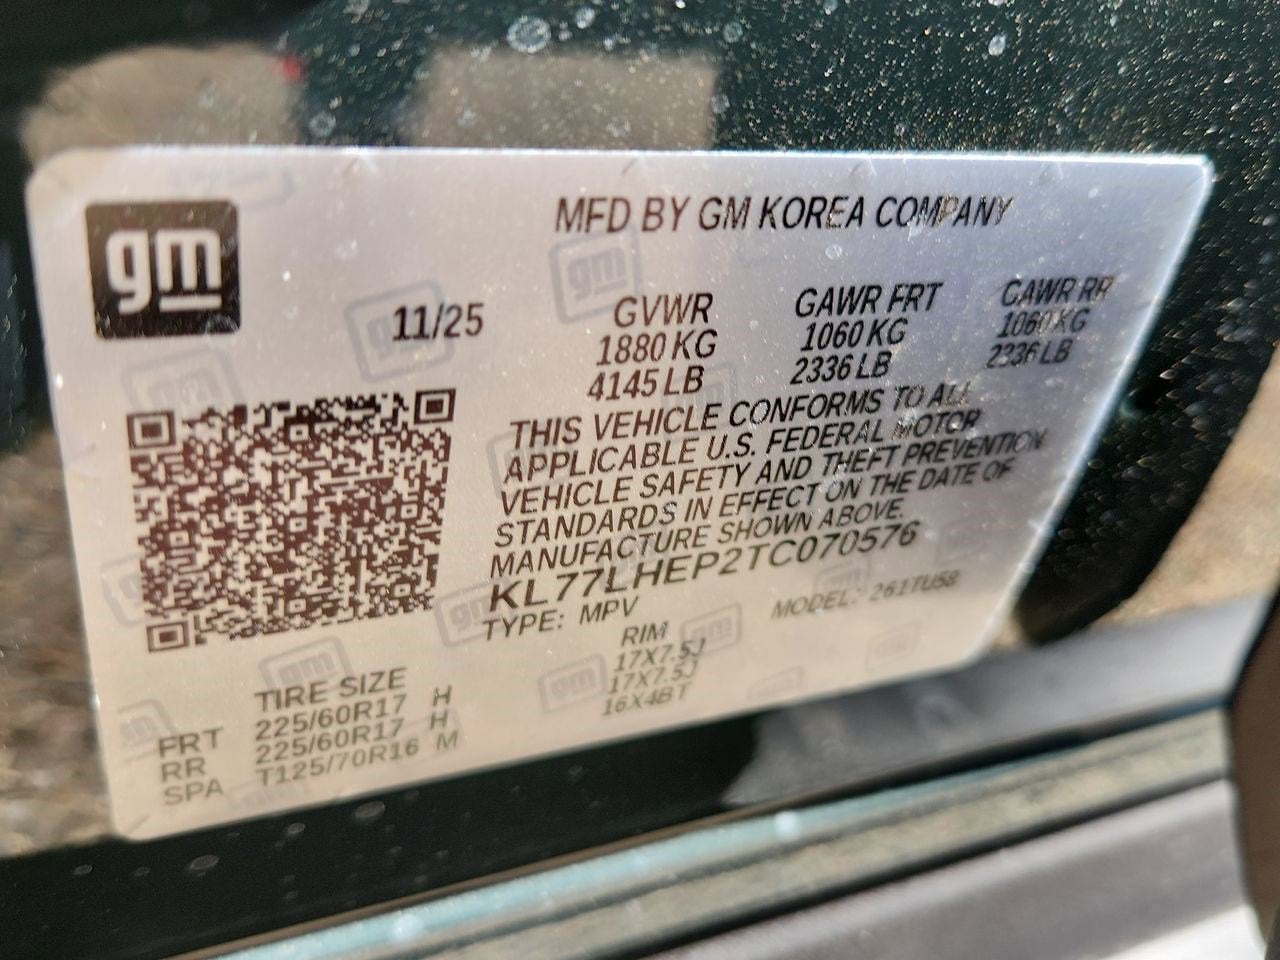 gm
MFD BY GM KOREA COMPANY
11/25
GVWR GAWR FRT GAWR RR
1880 KG 1060 KG 1060 KG
4145 LB 2336 LB 2336 LB
THIS VEHICLE CONFORMS TO ALL
APPLICABLE U.S. FEDERAL MOTOR
VEHICLE SAFETY AND THEFT PREVENTION
STANDARDS IN EFFECT ON THE DATE OF
MANUFACTURE SHOWN ABOVE.
KL77LHEP2TC070576
TYPE: MPV MODEL: 261TU58
TIRE SIZE RIM
FRT 225/60R17 H 17X7.5J
RR 225/60R17 H 17X7.5J
SPA T125/70R16 M 16X4BT